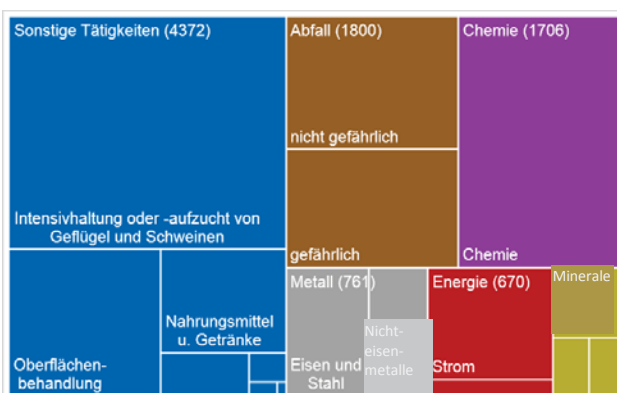 Sonstige Tätigkeiten (4372)
Intensivhaltung oder -aufzucht von
Geflügel und Schweinen
Oberflächen-
behandlung
Nahrungsmittel
u. Getränke
Abfall (1800)
nicht gefährlich
gefährlich
Chemie (1706)
Chemie
Metall (761)
Eisen und
Stahl
Nicht-
eisen-
metalle
Energie (670)
Strom
Minerale